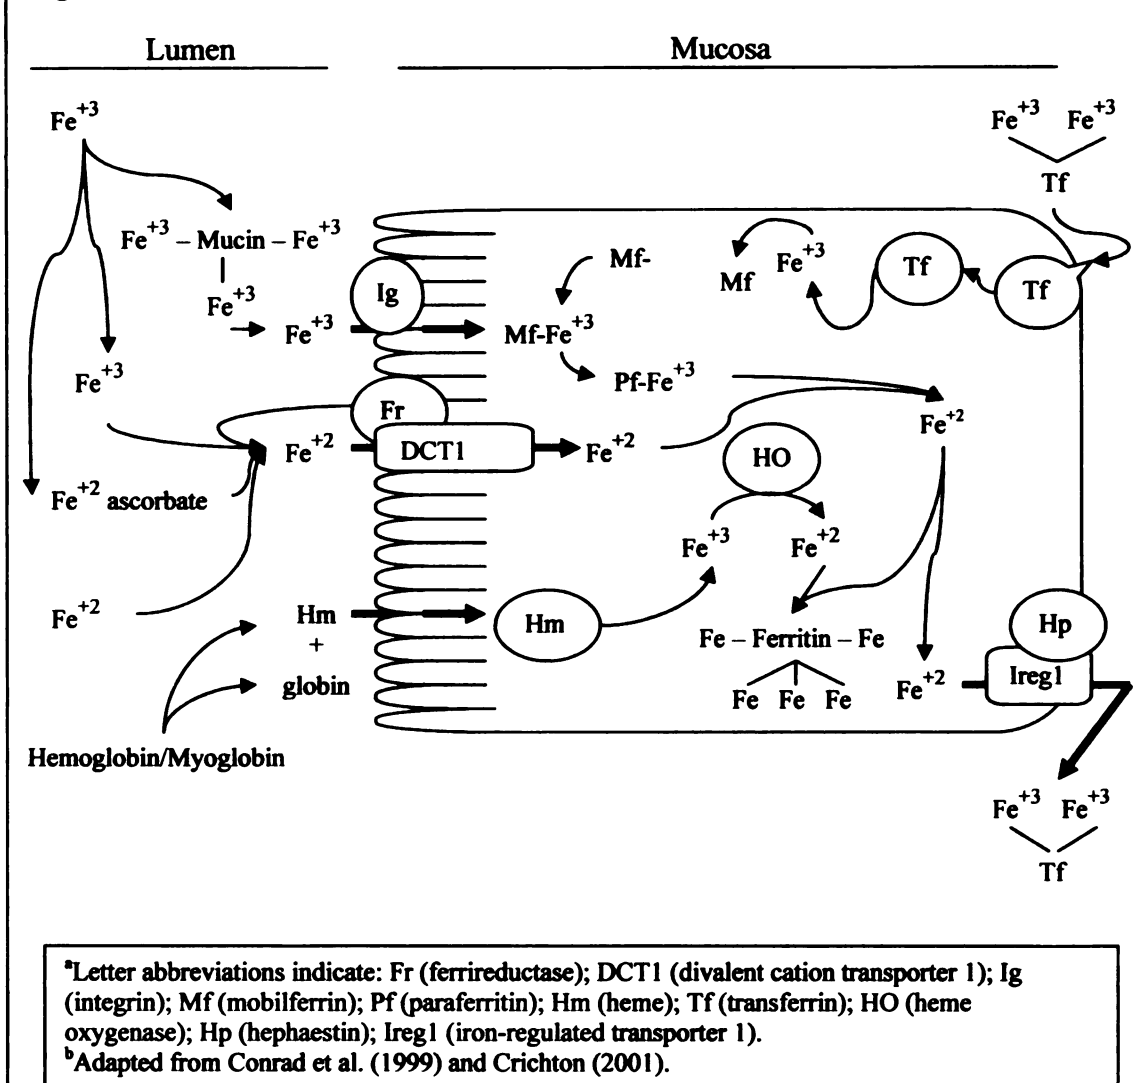 Lumen
Mucosa
Fe+3
Fe+3 Fe+3
Tf
Fe+3 – Mucin – Fe+3
Fe+3
Fe+3
Ig
Mf-
Mf-Fe+3
Pf-Fe+3
Mf
Fe+3
Tf
Tf
Fe+3
Fr
Fe+2
DCT1
Fe+2
Fe+2
HO
Fe+2 ascorbate
Fe+3
Fe+2
Fe+2
Hm
+
globin
Hm
Fe – Ferritin – Fe
Fe Fe Fe
Fe+2
Hp
Ireg1
Hemoglobin/Myoglobin
Fe+3 Fe+3
Tf
aLetter abbreviations indicate: Fr (ferrireductase); DCT1 (divalent cation transporter 1); Ig
(integrin); Mf (mobilferrin); Pf (paraferritin); Hm (heme); Tf (transferrin); HO (heme
oxygenase); Hp (hephaestin); Ireg1 (iron-regulated transporter 1).
bAdapted from Conrad et al. (1999) and Crichton (2001).